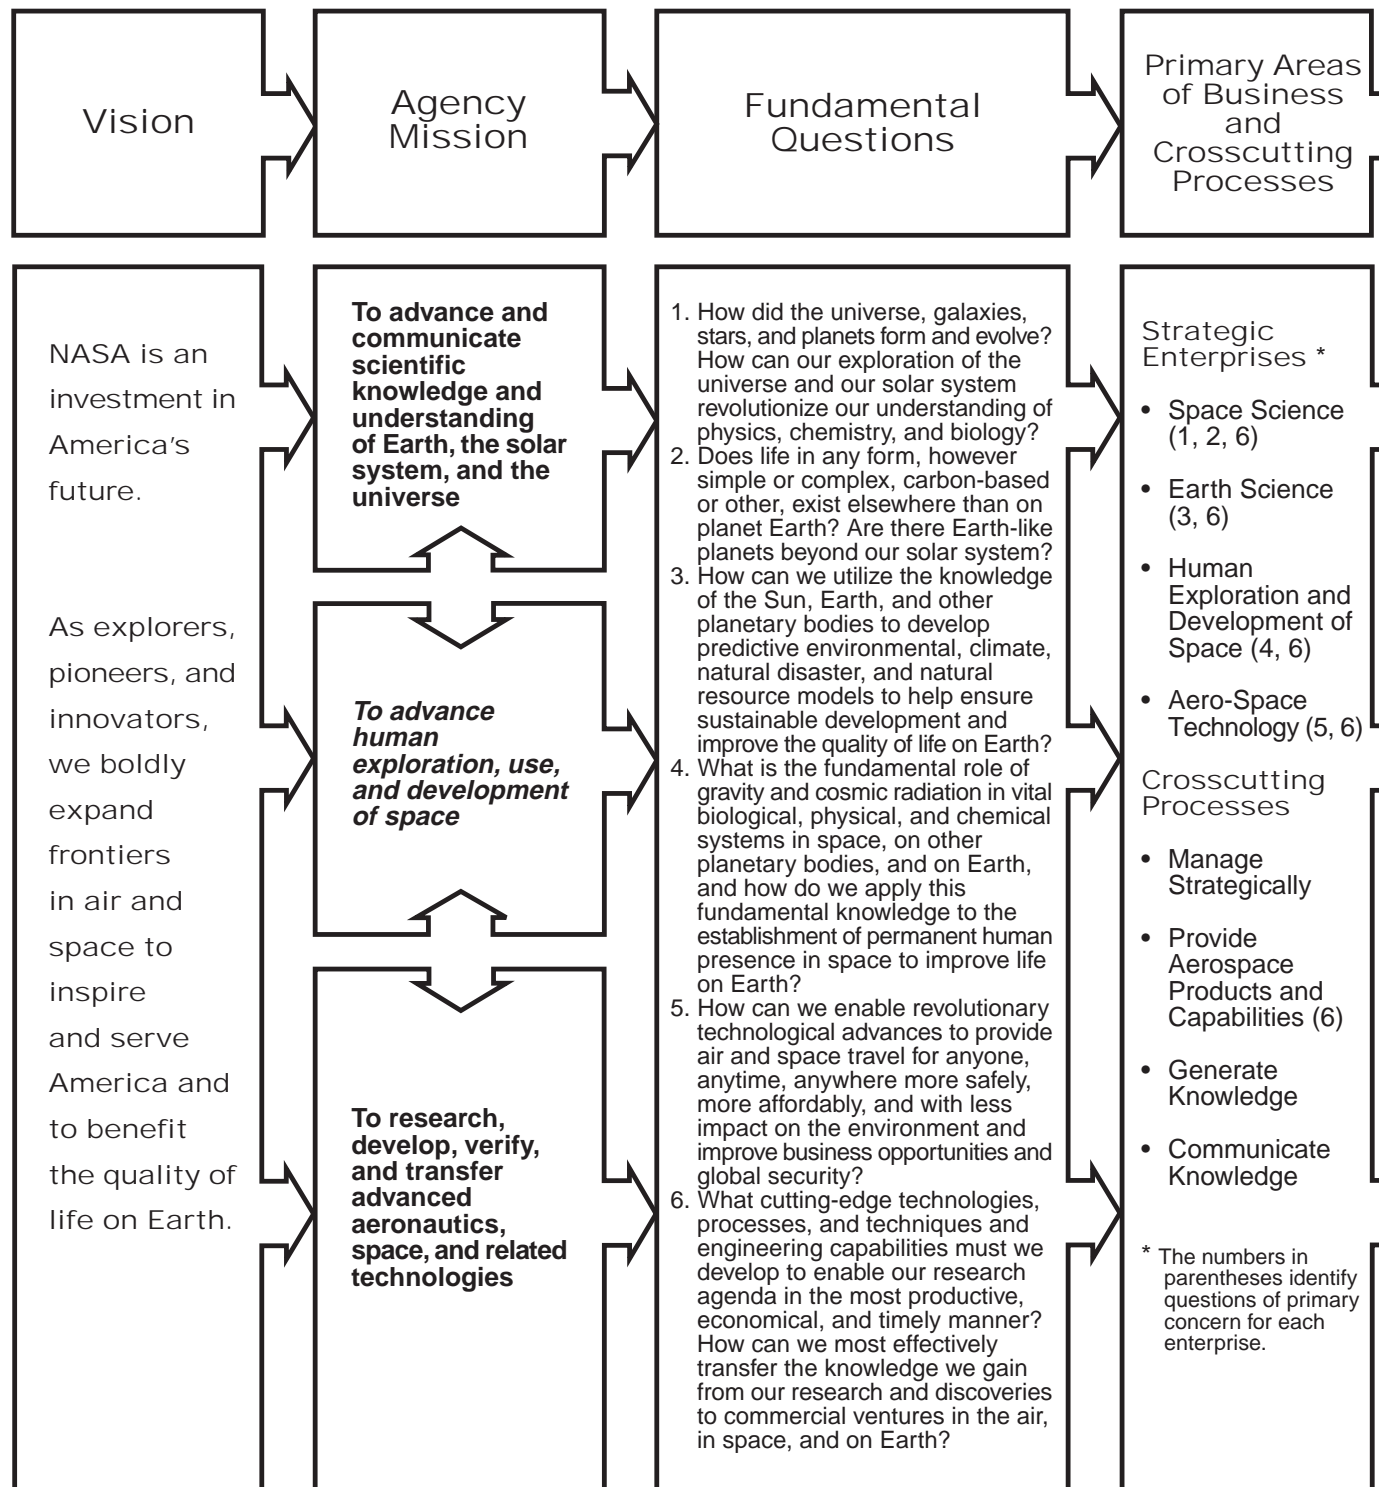 Vision
Agency
Mission
Fundamental
Questions
Primary Areas
of Business
and
Crosscutting
Processes
NASA is an
investment in
America's
future.
As explorers,
pioneers, and
innovators,
we boldly
expand
frontiers
in air and
space to
inspire
and serve
America and
to benefit
the quality of
life on Earth.
To advance and
communicate
scientific
knowledge and
understanding
of Earth, the solar
system, and the
universe
To advance
human
exploration, use,
and development
of space
To research,
develop, verify,
and transfer
advanced
aeronautics,
space, and related
technologies
1. How did the universe, galaxies,
stars, and planets form and evolve?
How can our exploration of the
universe and our solar system
revolutionize our understanding of
physics, chemistry, and biology?
2. Does life in any form, however
simple or complex, carbon-based
or other, exist elsewhere than on
planet Earth? Are there Earth-like
planets beyond our solar system?
3. How can we utilize the knowledge
of the Sun, Earth, and other
planetary bodies to develop
predictive environmental, climate,
natural disaster, and natural
resource models to help ensure
sustainable development and
improve the quality of life on Earth?
4. What is the fundamental role of
gravity and cosmic radiation in vital
biological, physical, and chemical
systems in space, on other
planetary bodies, and on Earth,
and how do we apply this
fundamental knowledge to the
establishment of permanent human
presence in space to improve life
on Earth?
5. How can we enable revolutionary
technological advances to provide
air and space travel for anyone,
anytime, anywhere more safely,
more affordably, and with less
impact on the environment and
improve business opportunities and
global security?
6. What cutting-edge technologies,
processes, and techniques and
engineering capabilities must we
develop to enable our research
agenda in the most productive,
economical, and timely manner?
How can we most effectively
transfer the knowledge we gain
from our research and discoveries
to commercial ventures in the air,
in space, and on Earth?
Strategic
Enterprises *
• Space Science
(1, 2, 6)
• Earth Science
(3, 6)
• Human
Exploration and
Development of
Space (4, 6)
• Aero-Space
Technology (5, 6)
Crosscutting
Processes
• Manage
Strategically
• Provide
Aerospace
Products and
Capabilities (6)
• Generate
Knowledge
• Communicate
Knowledge
* The numbers in
parentheses identify
questions of primary
concern for each
enterprise.